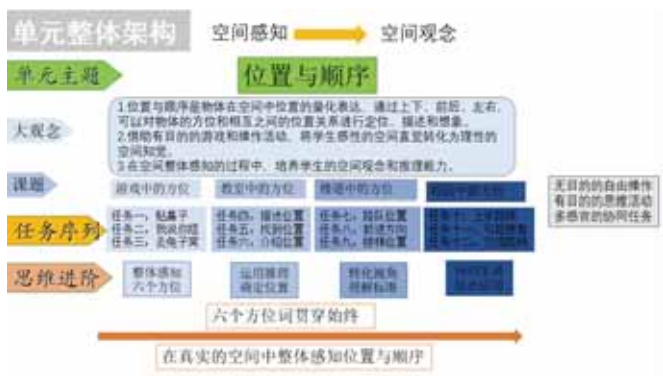 单元整体架构
空间感知
空间观念
单元主题
位置与顺序
大观念
1.位置与顺序是物体在空间中位置的量化表达，通过上下、前后、左右，
可以对物体的方位和相互之间的位置关系进行定位、描述和想象。
2.借助有目的的游戏和操作活动，将学生感性的空间直觉转化为理性的
空间知觉。
3.在空间整体感知的过程中，培养学生的空间观念和推理能力。
课题
游戏中的方位
教室中的方位
楼道中的方位
任务序列
任务一，贴鼻子
任务二，我说你摆
任务三，去兔子窝
任务四，描述位置
任务五，找到位置
任务六，介绍位置
任务七，路队位置
任务八，前进方向
任务九，楼梯位置
无目的的自由操作
有目的的思维活动
多感官的协同任务
思维进阶
整体感知
六个方位
运用推理
确定位置
转化视角
理解标准
六个方位词贯穿始终
在真实的空间中整体感知位置与顺序